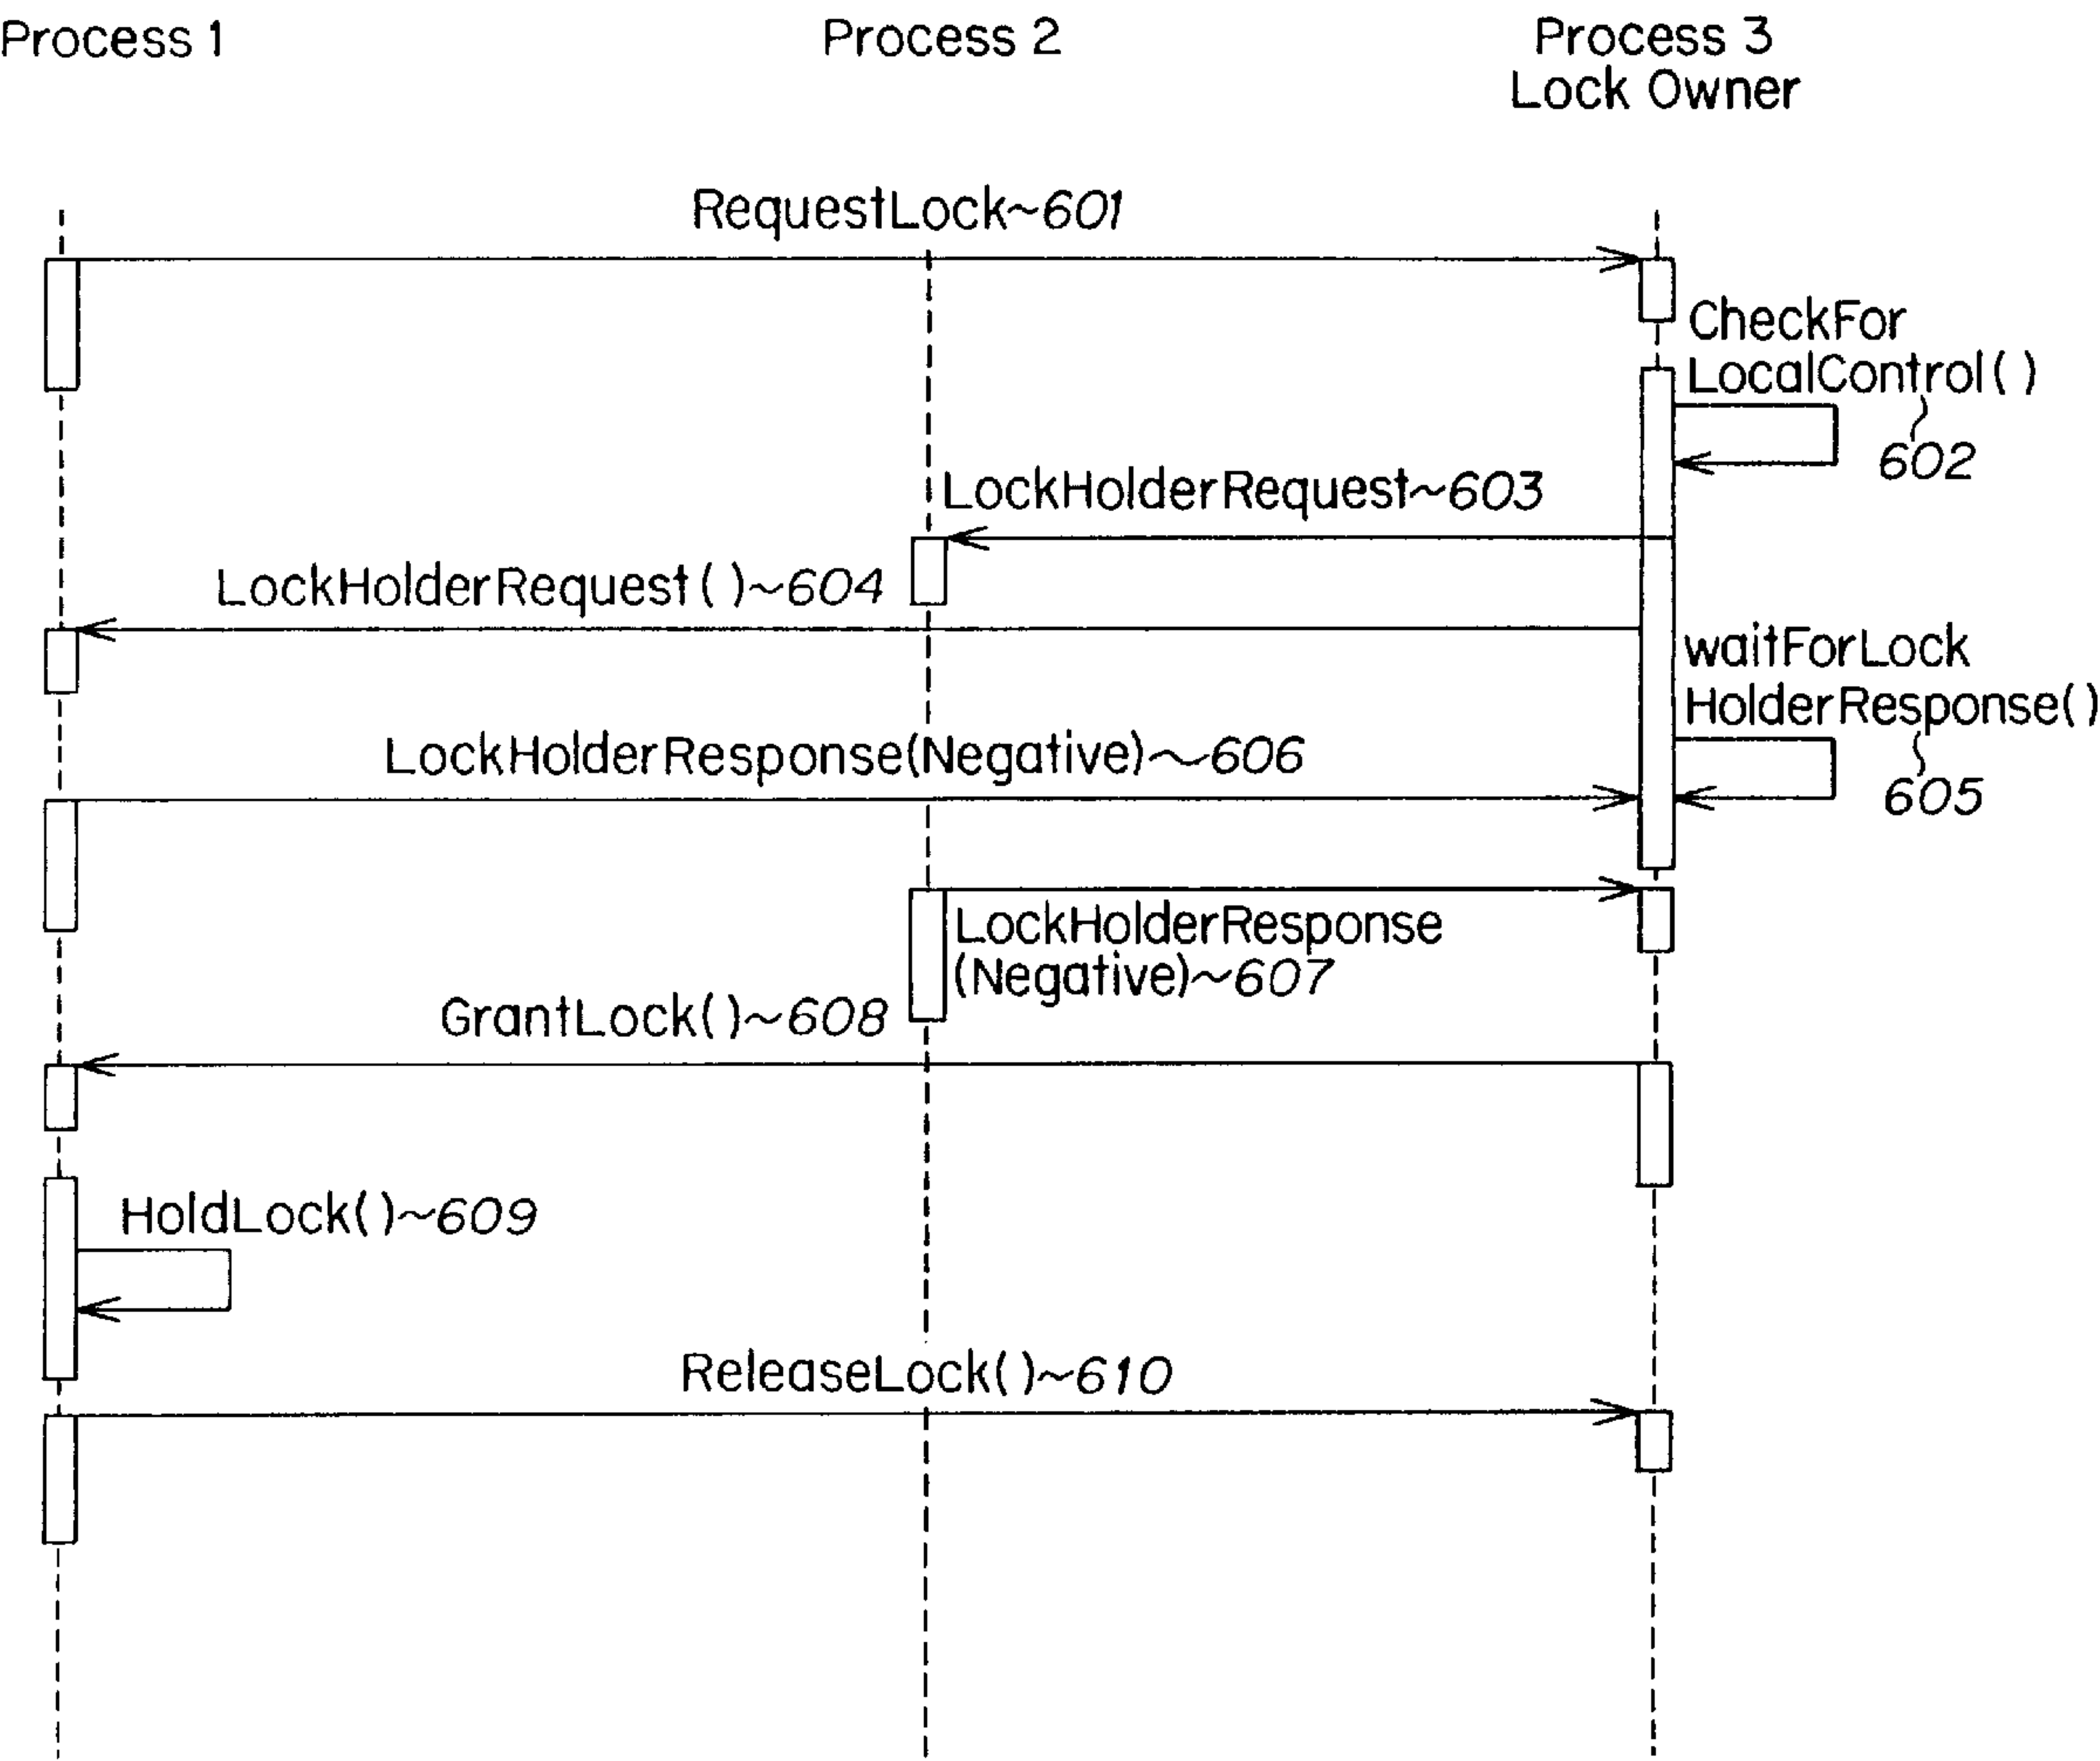 Process 1
Process 2
Process 3
Lock Owner
RequestLock~601
CheckFor
LocalControl()
602
LockHolderRequest~603
LockHolderRequest()~604
waitForLock
HolderResponse()
605
LockHolderResponse(Negative)~606
LockHolderResponse
(Negative)~607
GrantLock()~608
HoldLock()~609
ReleaseLock()~610